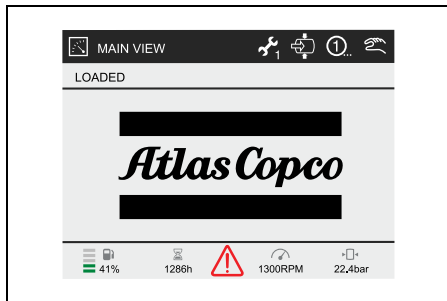 MAIN VIEW
1
1...
LOADED
Atlas Copco
41%
1286h
1300RPM
22.4bar